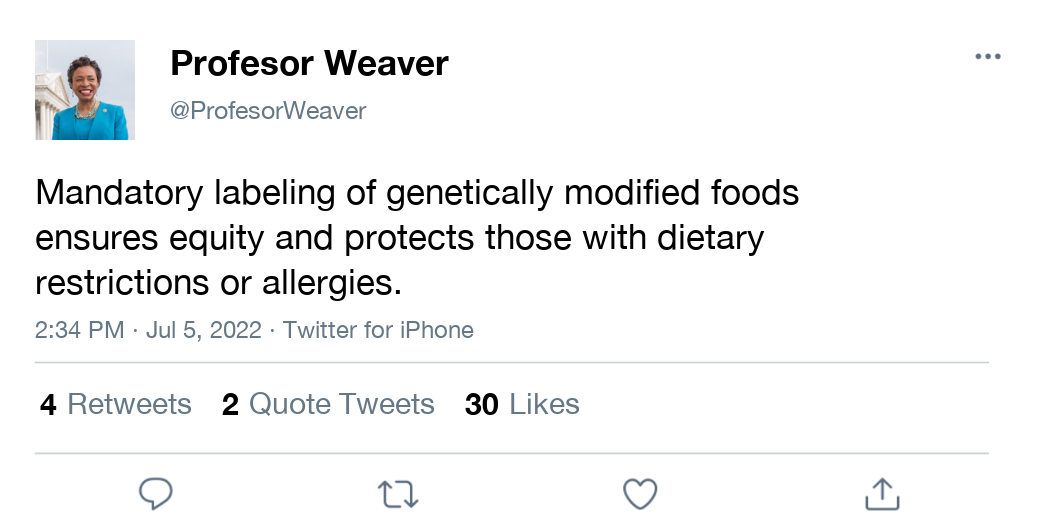 Profesor Weaver
@ProfesorWeaver
Mandatory labeling of genetically modified foods
ensures equity and protects those with dietary
restrictions or allergies.
2:34 PM · Jul 5, 2022 · Twitter for iPhone
4 Retweets 2 Quote Tweets 30 Likes